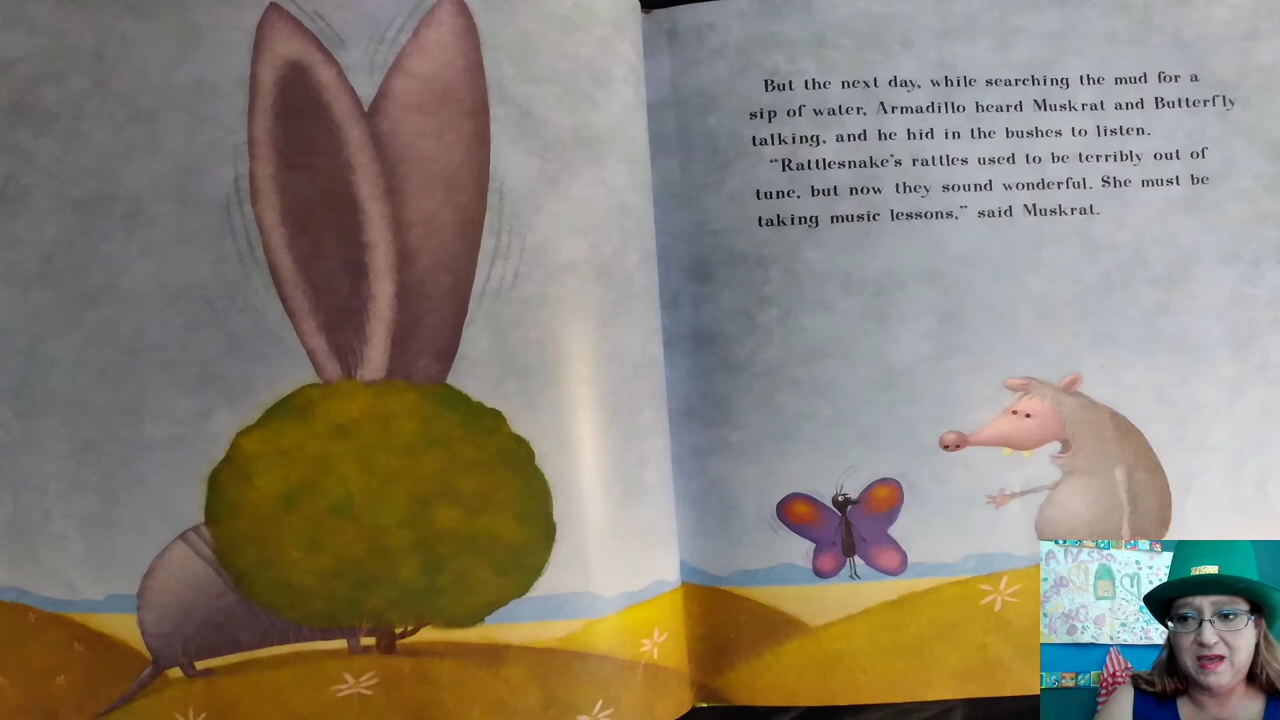 But the next day, while searching the mud for a
sip of water, Armadillo heard Muskrat and Butterfly
talking, and he hid in the bushes to listen.
"Rattlesnake's rattles used to be terribly out of
tune, but now they sound wonderful. She must be
taking music lessons," said Muskrat.